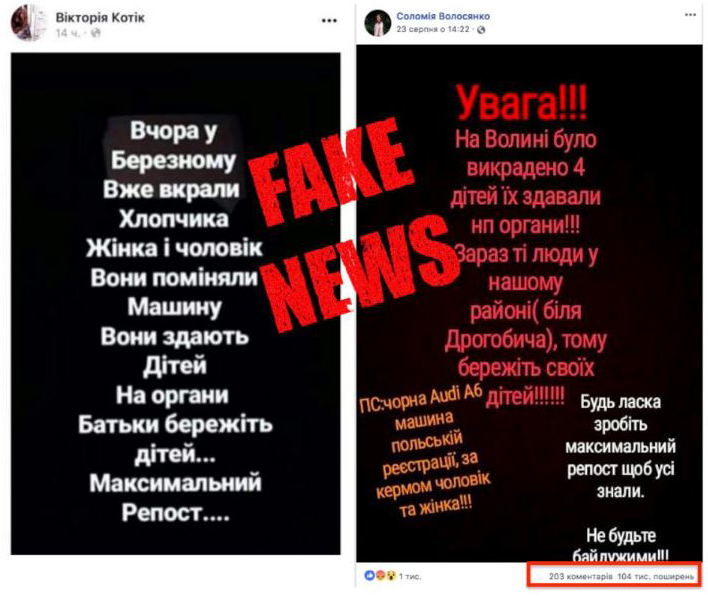 Вікторія Котік
14 ч.
Вчора у
Березному
Вже вкрали
Хлопчика
Жінка і чоловік
Вони поміняли
Машину
Вони здають
Дітей
На органи
Батьки бережіть
дітей...
Максимальний
Репост....
FAKE
NEWS
Соломія Волосянко
23 серпня о 14:22
Увага!!!
На Волині було
викрадено 4
дітей їх здавали
нп органи!!!
Зараз ті люди у
нашому
районі( біля
Дрогобича), тому
бережіть своїх
дітей!!!!!!
ПС:чорна Audi A6
машина
польській
реєстрації, за
кермом чоловік
та жінка!!!
Будь ласка
зробіть
максимальний
репост щоб усі
знали.
Не будьте
байдужими!!!
1 тис.
203 коментарів 104 тис. поширень